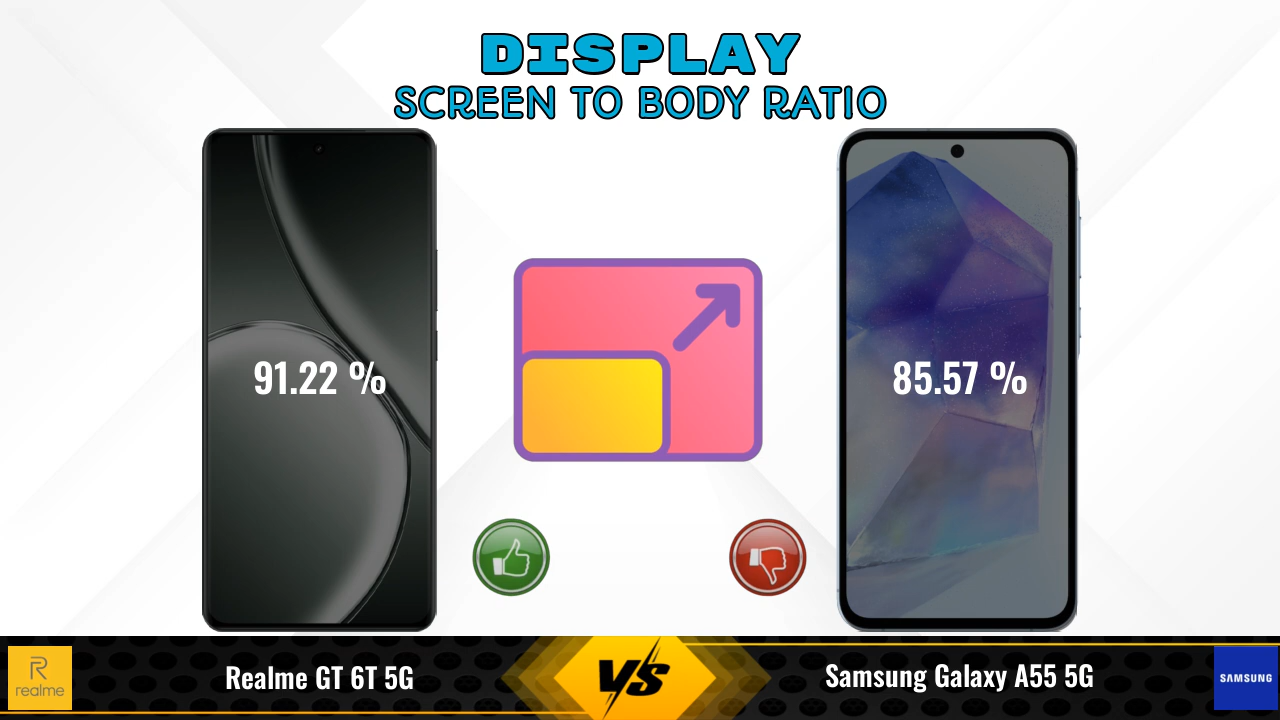 DISPLAY
SCREEN TO BODY RATIO
91.22 %
85.57 %
R
realme
Realme GT 6T 5G
VS
Samsung Galaxy A55 5G
SAMSUNG